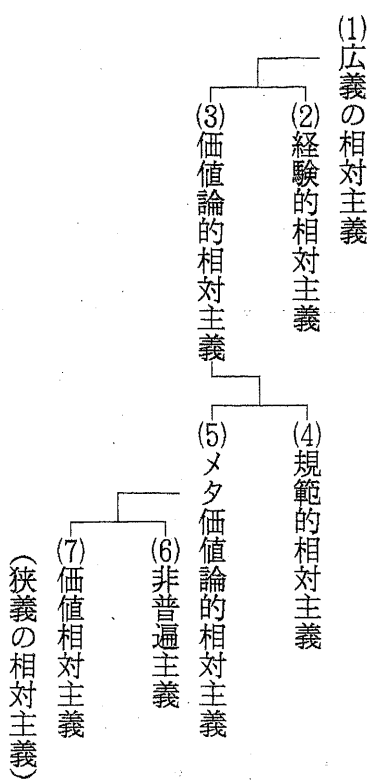 (1)広義の相対主義
(2)経験的相対主義
(3)価値論的相対主義
(4)規範的相対主義
(5)メタ価値論的相対主義
(6)非普遍主義
(7)価値相対主義
(狭義の相対主義)